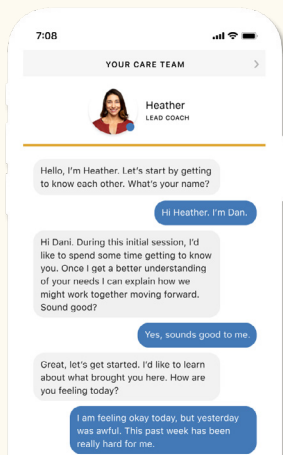 7:08
YOUR CARE TEAM
Heather
LEAD COACH
Hello, I'm Heather. Let's start by getting
to know each other. What's your name?
Hi Heather. I'm Dan.
Hi Dani. During this initial session, I'd
like to spend some time getting to know
you. Once I get a better understanding
of your needs I can explain how we
might work together moving forward.
Sound good?
Yes, sounds good to me.
Great, let's get started. I'd like to learn
about what brought you here. How are
you feeling today?
I am feeling okay today, but yesterday
was awful. This past week has been
really hard for me.